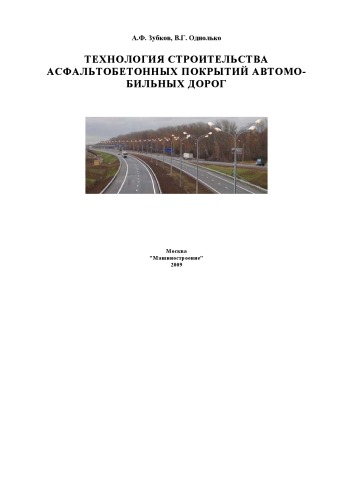 А.Ф. Зубков, В.Г. Однолько
ТЕХНОЛОГИЯ СТРОИТЕЛЬСТВА
АСФАЛЬТОБЕТОННЫХ ПОКРЫТИЙ АВТОМО-
БИЛЬНЫХ ДОРОГ
Москва
"Машиностроение"
2009